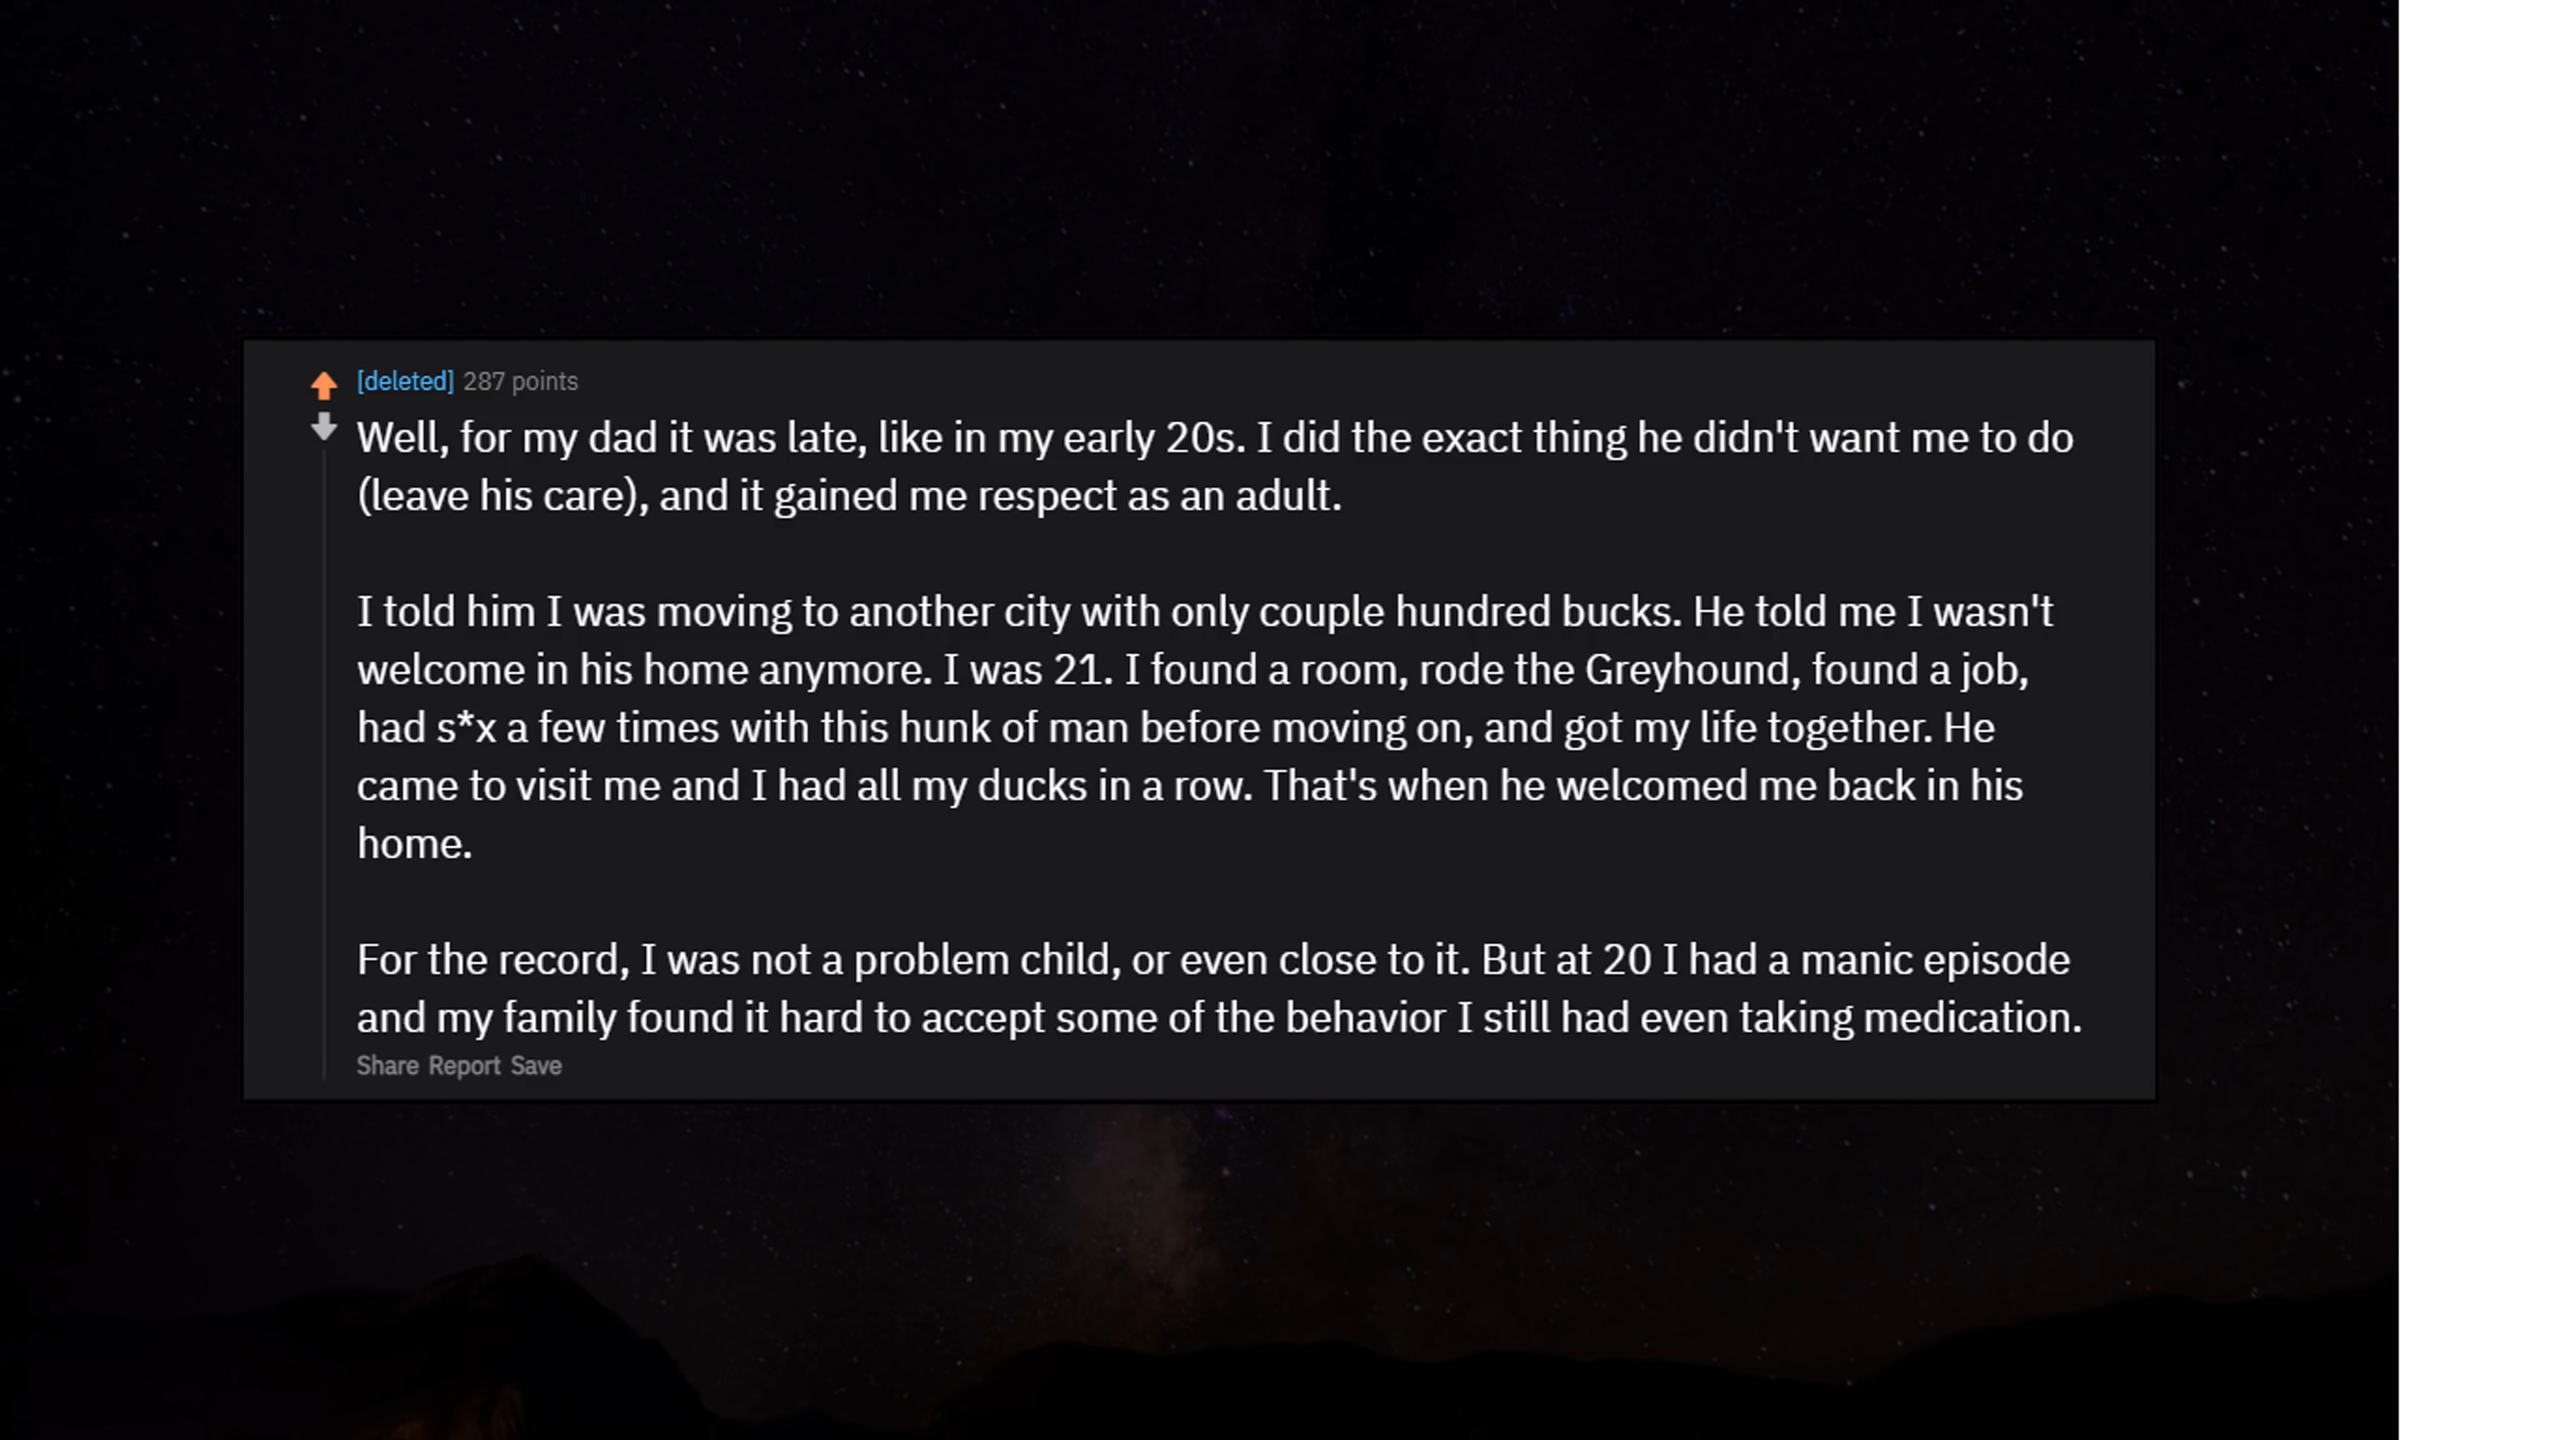 [deleted] 287 points
Well, for my dad it was late, like in my early 20s. I did the exact thing he didn't want me to do
(leave his care), and it gained me respect as an adult.
I told him I was moving to another city with only couple hundred bucks. He told me I wasn't
welcome in his home anymore. I was 21. I found a room, rode the Greyhound, found a job,
had s*x a few times with this hunk of man before moving on, and got my life together. He
came to visit me and I had all my ducks in a row. That's when he welcomed me back in his
home.
For the record, I was not a problem child, or even close to it. But at 20 I had a manic episode
and my family found it hard to accept some of the behavior I still had even taking medication.
Share Report Save